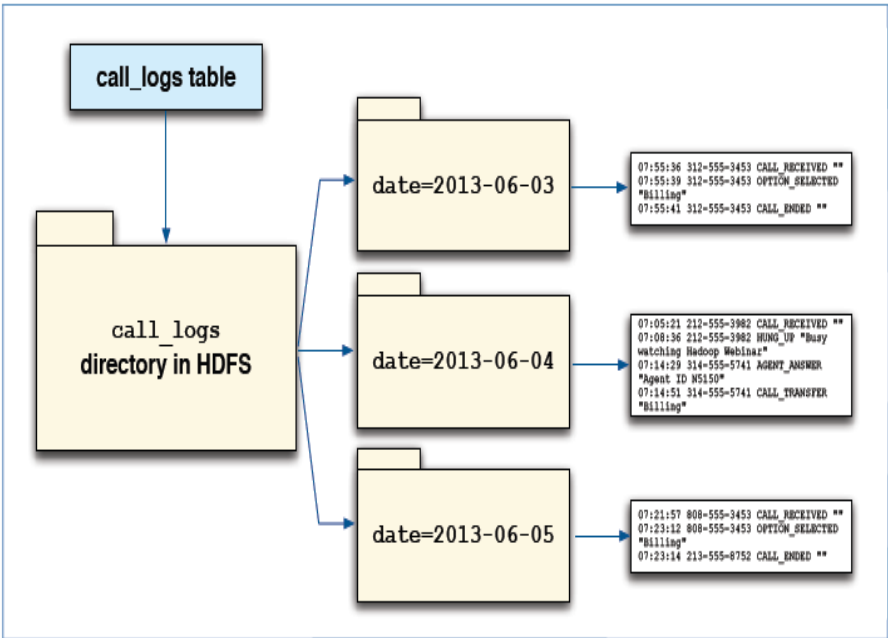 call_logs table
call_logs
directory in HDFS
date=2013-06-03
07:55:36 312-555-3453 CALL_RECEIVED ""
07:55:39 312-555-3453 OPTION_SELECTED
"Billing"
07:55:41 312-555-3453 CALL_ENDED ""
date=2013-06-04
07:05:21 212-555-3982 CALL_RECEIVED ""
07:08:36 212-555-3982 HUNG_UP "Busy
watching Hadoop Webinar"
07:14:29 314-555-5741 AGENT_ANSWER
"Agent ID N5150"
07:14:51 314-555-5741 CALL_TRANSFER
"Billing"
date=2013-06-05
07:21:57 808-555-3453 CALL_RECEIVED ""
07:23:12 808-555-3453 OPTION_SELECTED
"Billing"
07:23:14 213-555-8752 CALL_ENDED ""